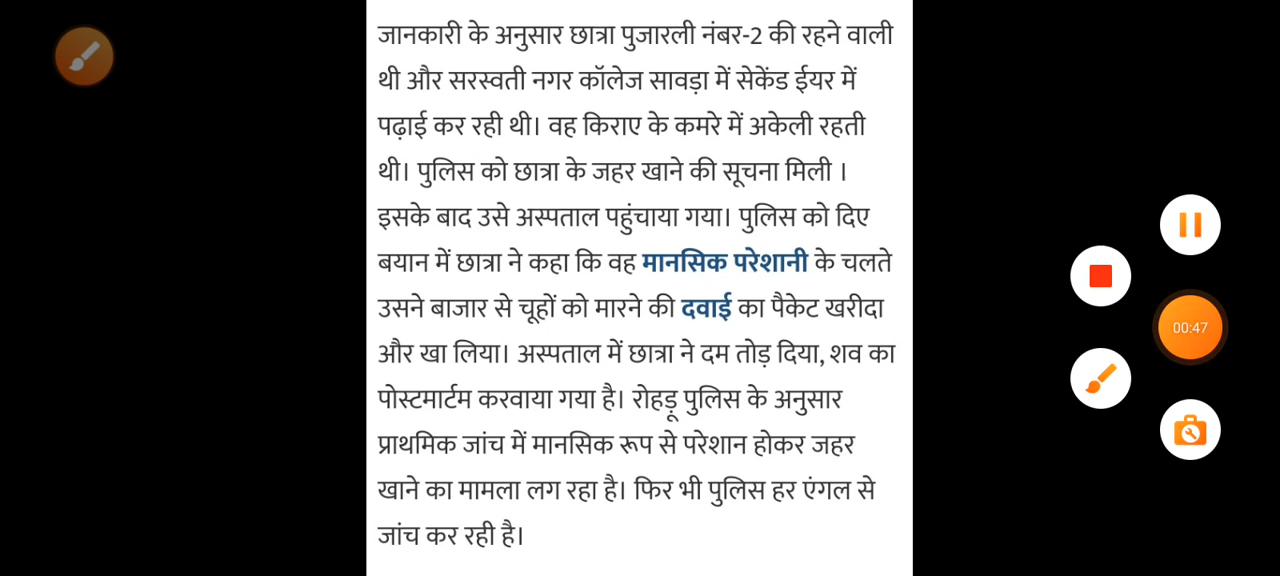 जानकारी के अनुसार छात्रा पुजारली नंबर-2 की रहने वाली
थी और सरस्वती नगर कॉलेज सावड़ा में सेकेंड ईयर में
पढ़ाई कर रही थी। वह किराए के कमरे में अकेली रहती
थी। पुलिस को छात्रा के जहर खाने की सूचना मिली ।
इसके बाद उसे अस्पताल पहुंचाया गया। पुलिस को दिए
बयान में छात्रा ने कहा कि वह मानसिक परेशानी के चलते
उसने बाजार से चूहों को मारने की दवाई का पैकेट खरीदा
और खा लिया। अस्पताल में छात्रा ने दम तोड़ दिया, शव का
पोस्टमार्टम करवाया गया है। रोहड़ू पुलिस के अनुसार
प्राथमिक जांच में मानसिक रूप से परेशान होकर जहर
खाने का मामला लग रहा है। फिर भी पुलिस हर एंगल से
जांच कर रही है।
00:47